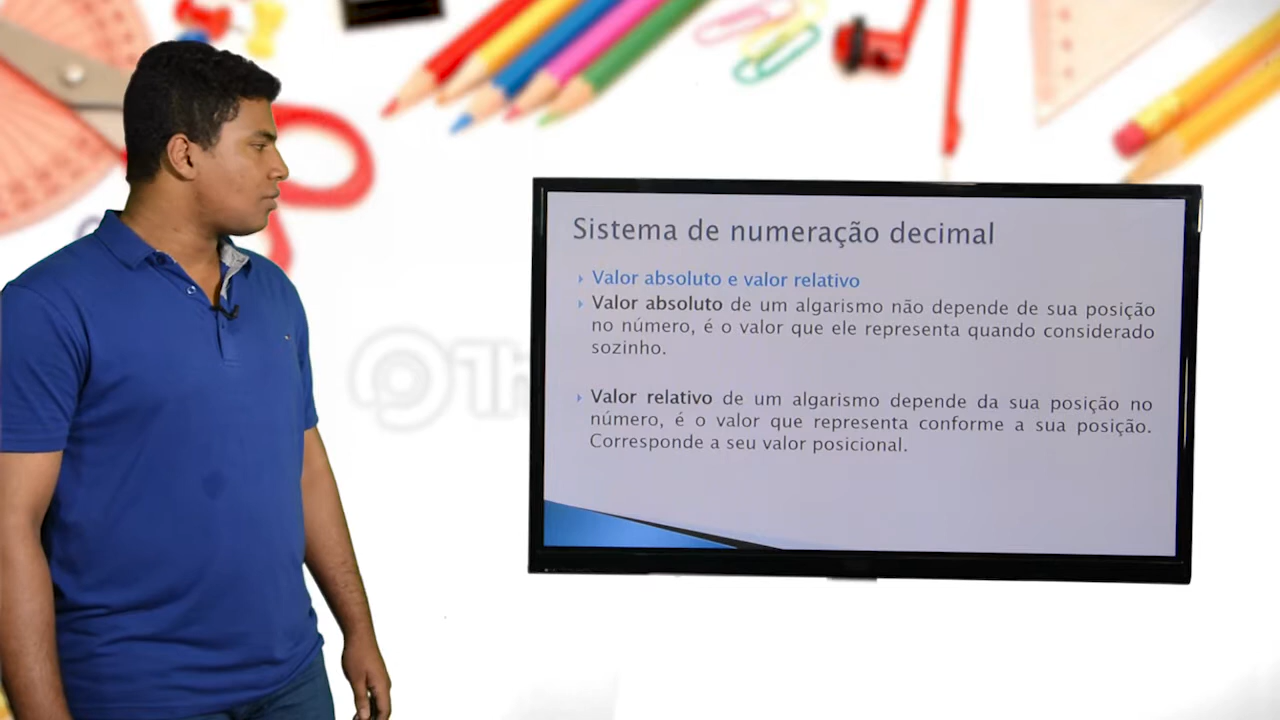 Sistema de numeração decimal
Valor absoluto e valor relativo
Valor absoluto de um algarismo não depende de sua posição
no número, é o valor que ele representa quando considerado
sozinho.
Valor relativo de um algarismo depende da sua posição no
número, é o valor que representa conforme a sua posição.
Corresponde a seu valor posicional.